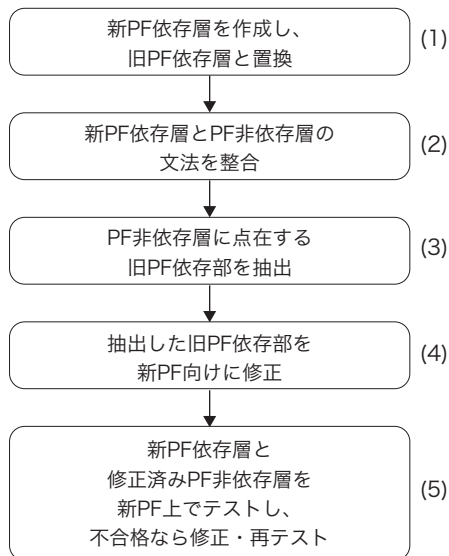 新PF依存層を作成し、
旧PF依存層と置換
(1)
新PF依存層とPF非依存層の
文法を整合
(2)
PF非依存層に点在する
旧PF依存部を抽出
(3)
抽出した旧PF依存部を
新PF向けに修正
(4)
新PF依存層と
修正済みPF非依存層を
新PF上でテストし、
不合格なら修正・再テスト
(5)